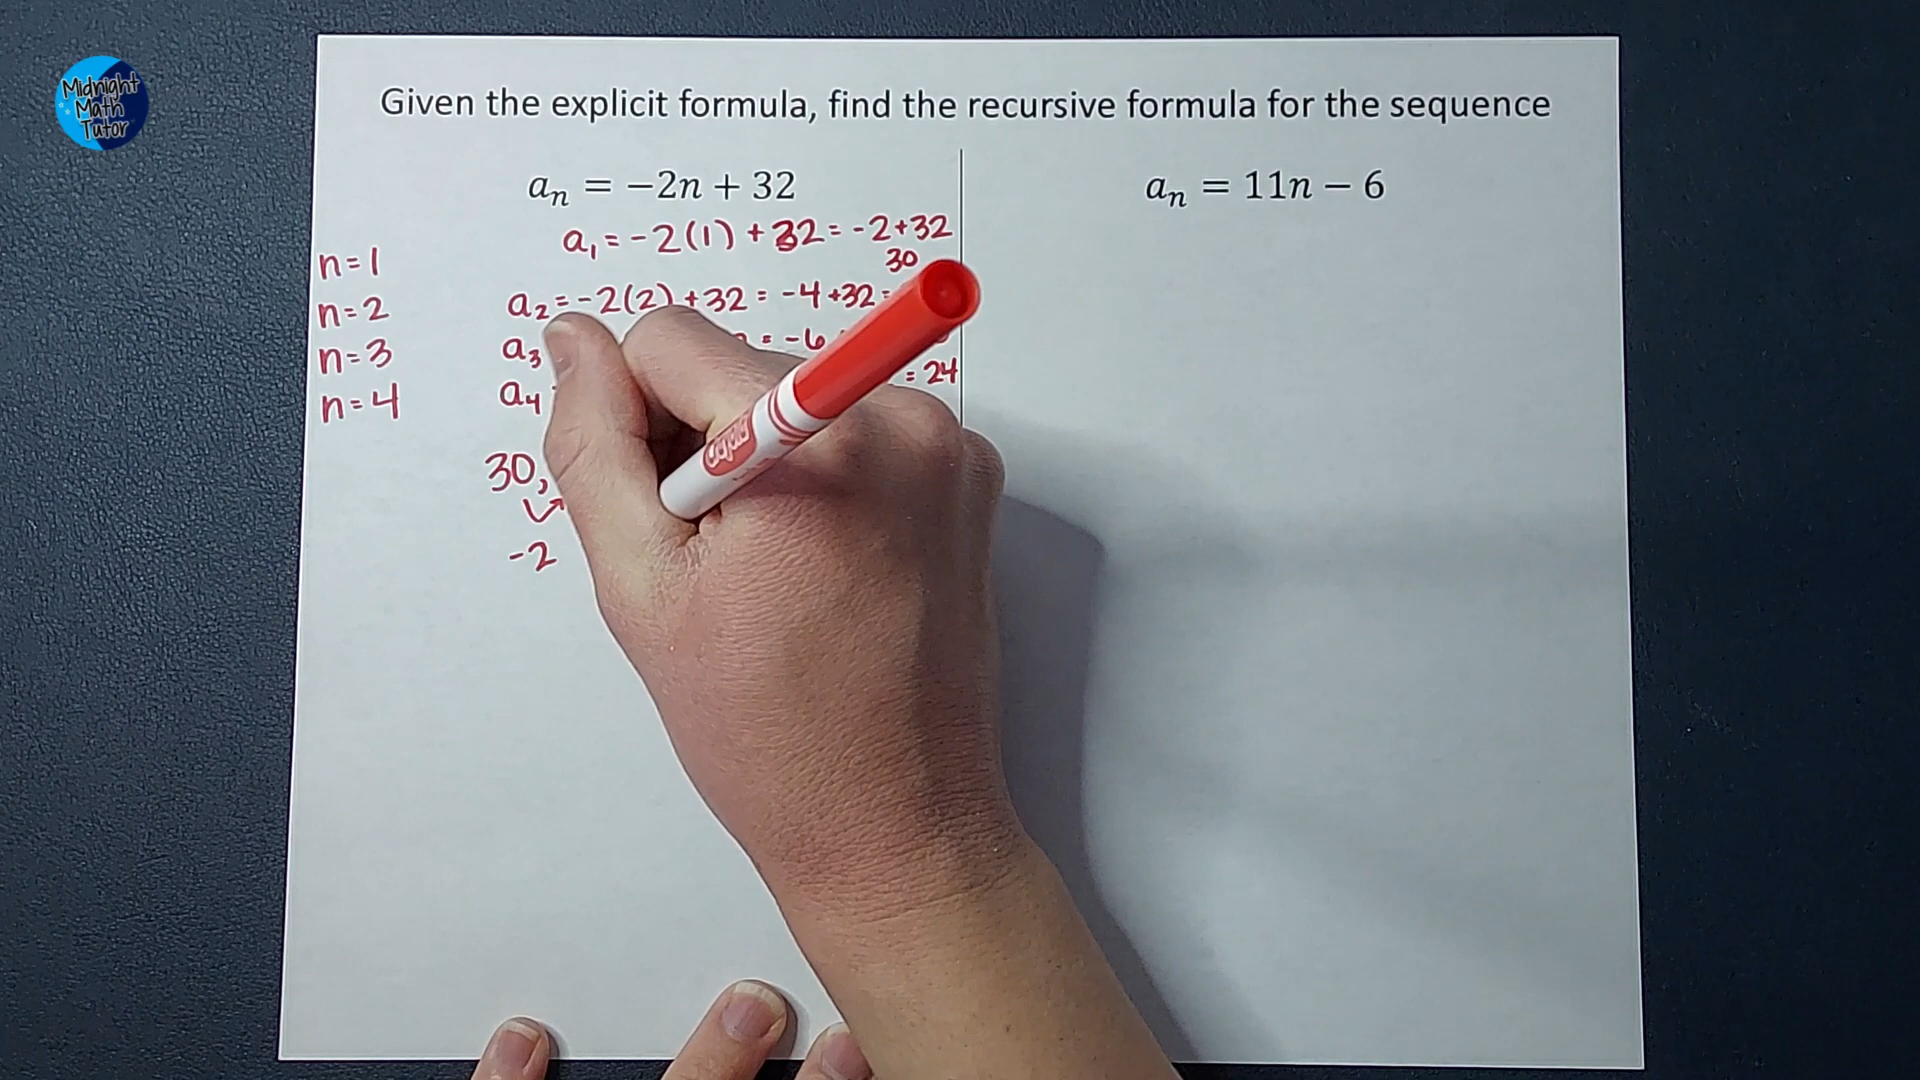 Midnight
Math
Tutor
Given the explicit formula, find the recursive formula for the sequence
aₙ = −2n + 32
aₙ = 11n − 6
a₁ = -2(1) + 32 = -2+32
30
n=1
n=2
n=3
n=4
a₂ = -2(2) + 32 = -4+32 =
a₃ = -6
a₄ = 24
30,
-2
crayola